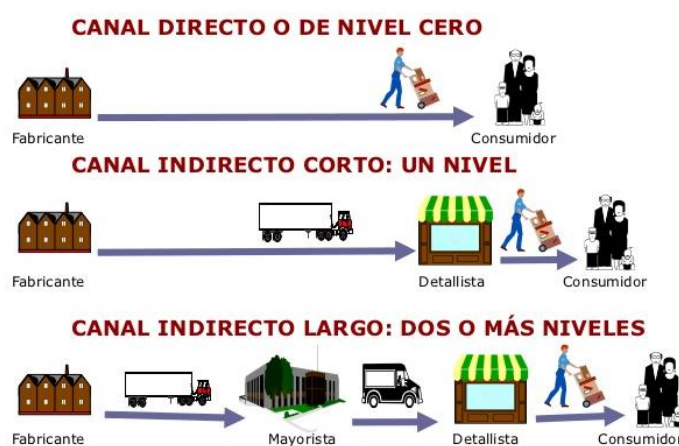 CANAL DIRECTO O DE NIVEL CERO
Fabricante Consumidor
CANAL INDIRECTO CORTO: UN NIVEL
Fabricante Detallista Consumidor
CANAL INDIRECTO LARGO: DOS O MÁS NIVELES
Fabricante Mayorista Detallista Consumidor